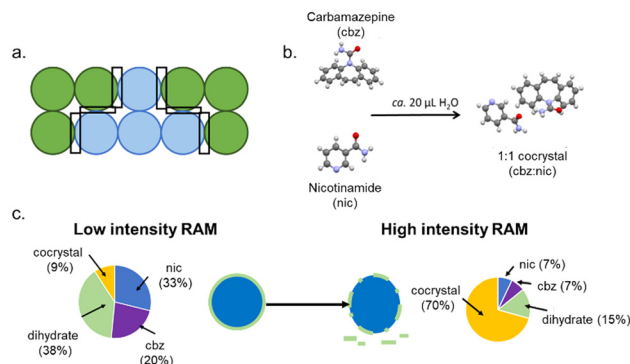 a.
b.
Carbamazepine
(cbz)
ca. 20 µL H₂O
Nicotinamide
(nic)
1:1 cocrystal
(cbz:nic)
c.
Low intensity RAM
cocrystal
(9%)
nic
(33%)
dihydrate
(38%)
cbz
(20%)
High intensity RAM
nic (7%)
cbz (7%)
cocrystal
(70%)
dihydrate (15%)